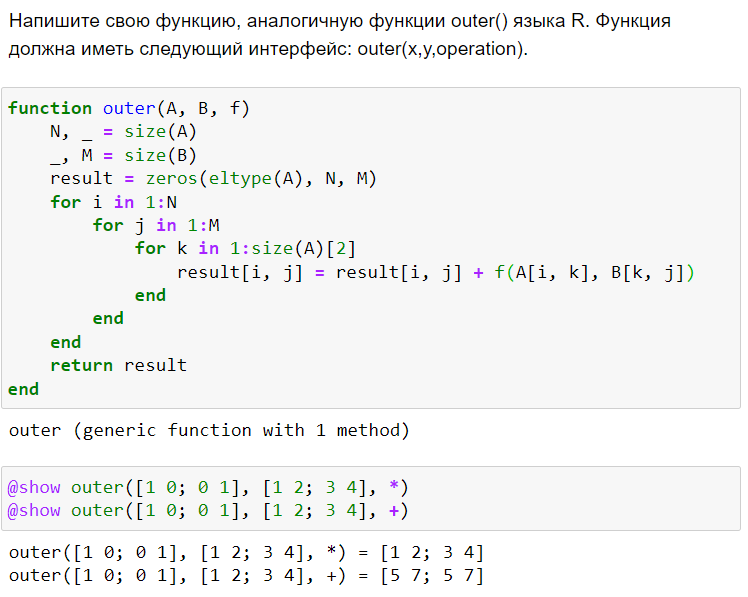 Напишите свою функцию, аналогичную функции outer() языка R. Функция
должна иметь следующий интерфейс: outer(x,y,operation).
function outer(A, B, f)
    N, _ = size(A)
    _, M = size(B)
    result = zeros(eltype(A), N, M)
    for i in 1:N
        for j in 1:M
            for k in 1:size(A)[2]
                result[i, j] = result[i, j] + f(A[i, k], B[k, j])
            end
        end
    end
    return result
end
outer (generic function with 1 method)
@show outer([1 0; 0 1], [1 2; 3 4], *)
@show outer([1 0; 0 1], [1 2; 3 4], +)
outer([1 0; 0 1], [1 2; 3 4], *) = [1 2; 3 4]
outer([1 0; 0 1], [1 2; 3 4], +) = [5 7; 5 7]